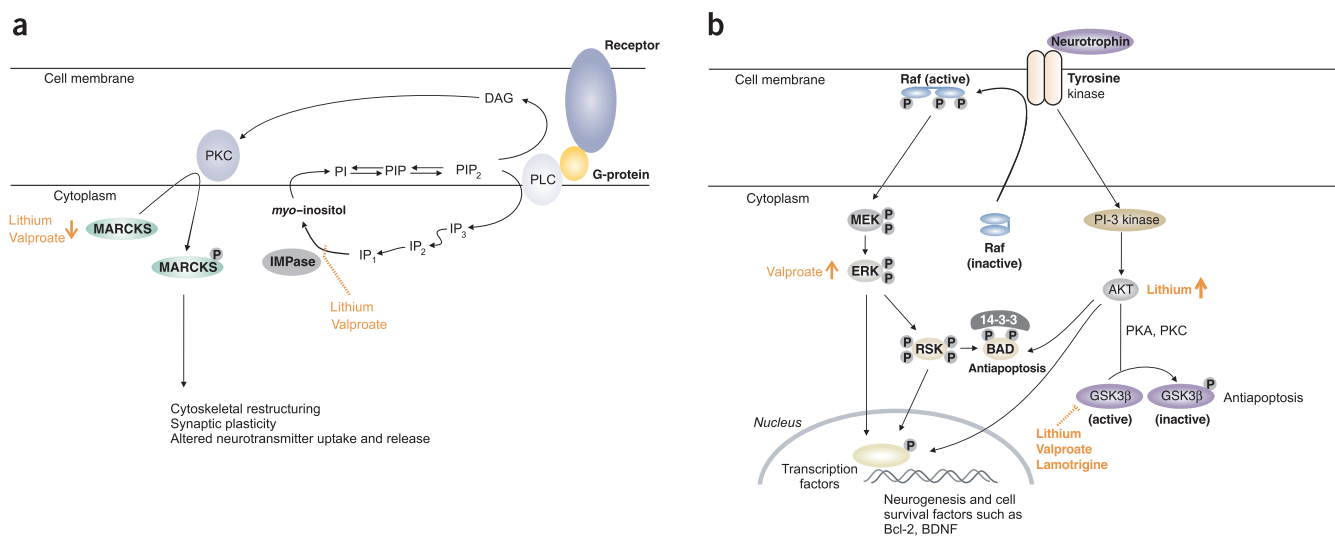 a
Receptor
Cell membrane
DAG
PKC
PI
PIP
PIP2
PLC
G-protein
Cytoplasm
myo–inositol
Lithium
Valproate
MARCKS
IP3
IP2
IP1
IMPase
P
MARCKS
Lithium
Valproate
Cytoskeletal restructuring
Synaptic plasticity
Altered neurotransmitter uptake and release
b
Neurotrophin
Cell membrane
Raf (active)
P
P
P
Tyrosine
kinase
Cytoplasm
MEK
P
P
PI-3 kinase
Raf
(inactive)
Valproate
ERK
P
P
AKT
Lithium
14-3-3
PKA, PKC
P
P
RSK
P
P
P
P
BAD
Antiapoptosis
P
GSK3β
GSK3β
Antiapoptosis
(active)
(inactive)
Nucleus
Lithium
Valproate
Lamotrigine
P
Transcription
factors
Neurogenesis and cell
survival factors such as
Bcl-2, BDNF